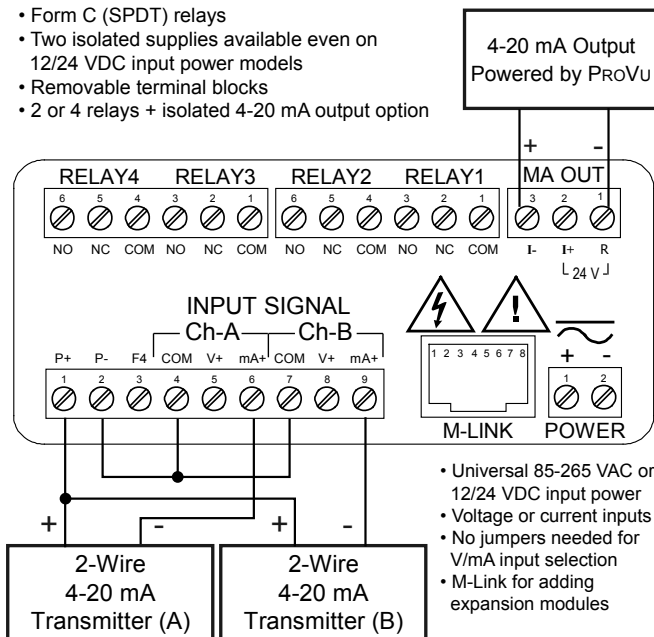 • Form C (SPDT) relays
• Two isolated supplies available even on
12/24 VDC input power models
• Removable terminal blocks
• 2 or 4 relays + isolated 4-20 mA output option
4-20 mA Output
Powered by PROVU
+ -
RELAY4 RELAY3 RELAY2 RELAY1 MA OUT
6 5 4 3 2 1 6 5 4 3 2 1 3 2 1
NO NC COM NO NC COM NO NC COM NO NC COM I- I+ R
24 V
INPUT SIGNAL
Ch-A Ch-B
P+ P- F4 COM V+ mA+ COM V+ mA+
1 2 3 4 5 6 7 8 9
1 2 3 4 5 6 7 8
M-LINK
+ -
1 2
POWER
!
+ - + -
2-Wire
4-20 mA
Transmitter (A)
2-Wire
4-20 mA
Transmitter (B)
• Universal 85-265 VAC or
12/24 VDC input power
• Voltage or current inputs
• No jumpers needed for
V/mA input selection
• M-Link for adding
expansion modules